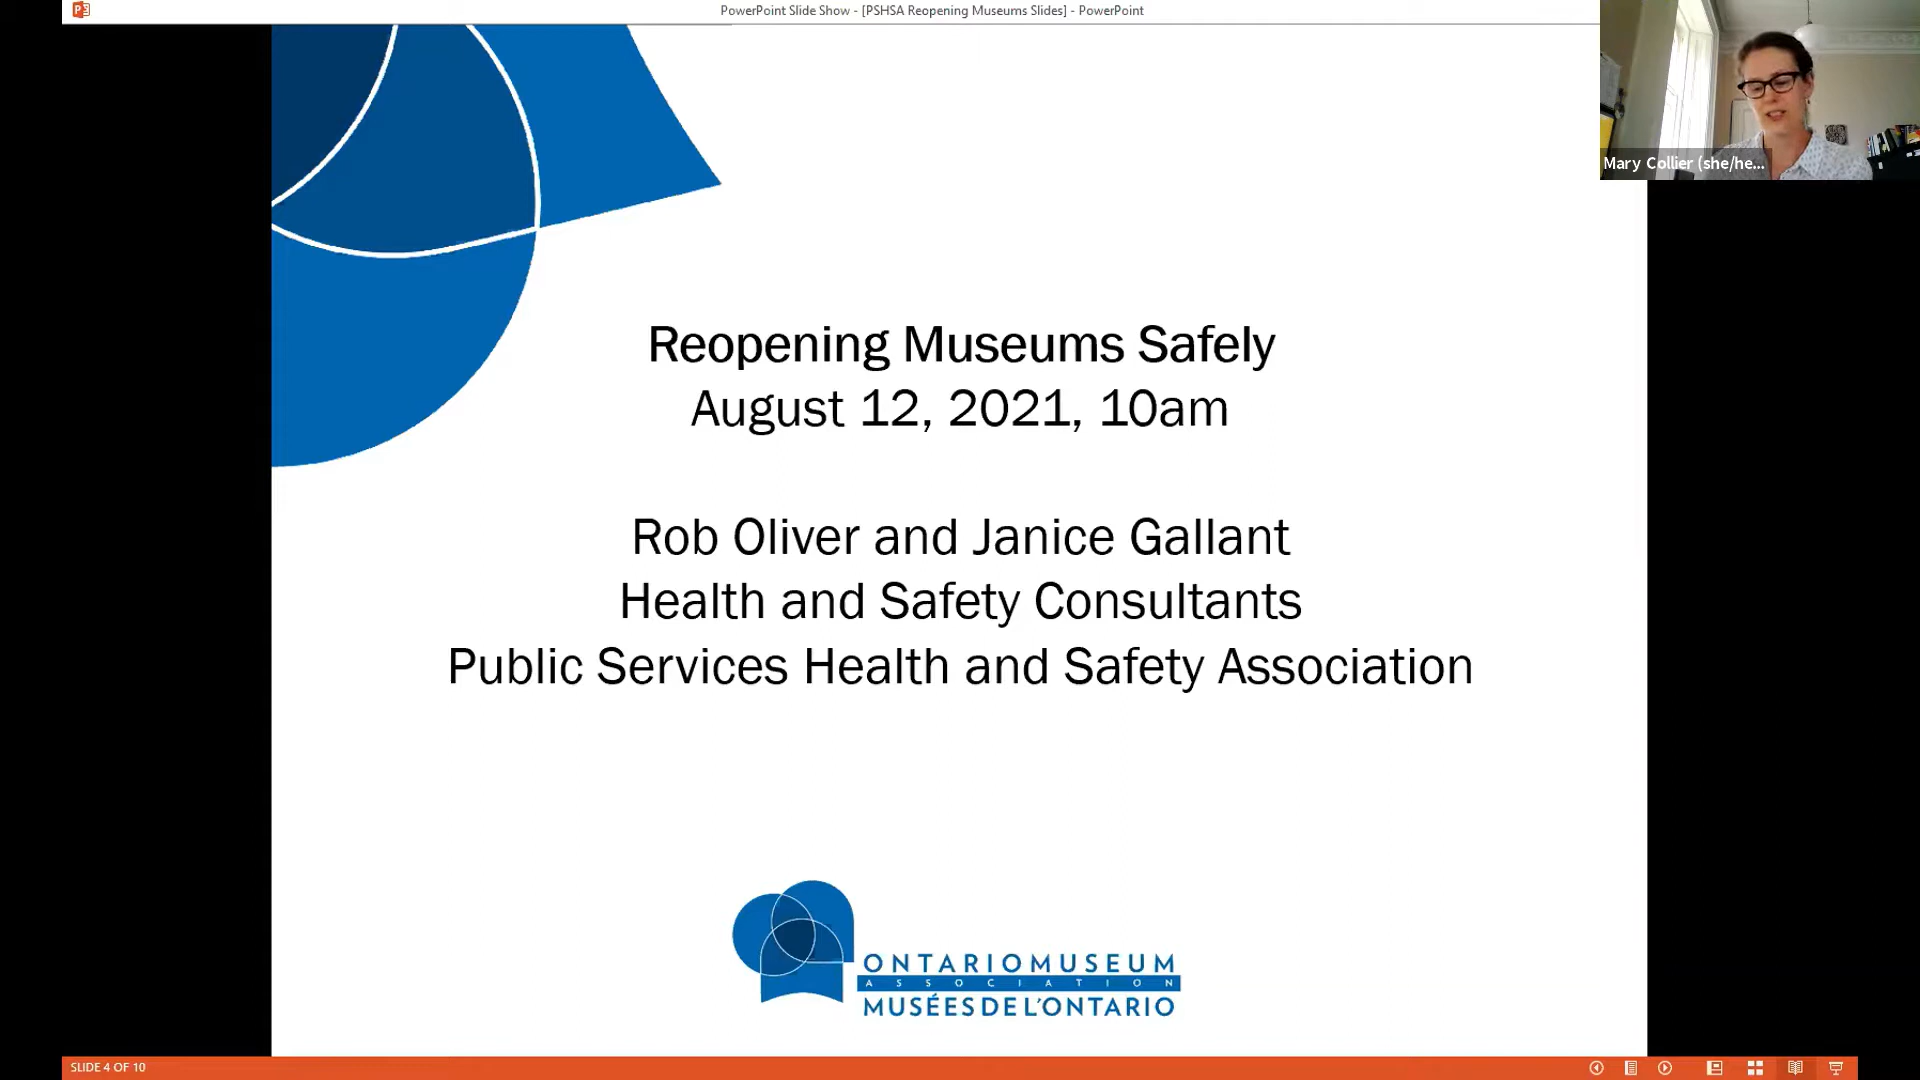 PowerPoint Slide Show - [PSHSA Reopening Museums Slides] - PowerPoint
Mary Collier (she/he...
Reopening Museums Safely
August 12, 2021, 10am
Rob Oliver and Janice Gallant
Health and Safety Consultants
Public Services Health and Safety Association
ONTARIOMUSEUM
ASSOCIATION
MUSÉESDEL'ONTARIO
SLIDE 4 OF 10